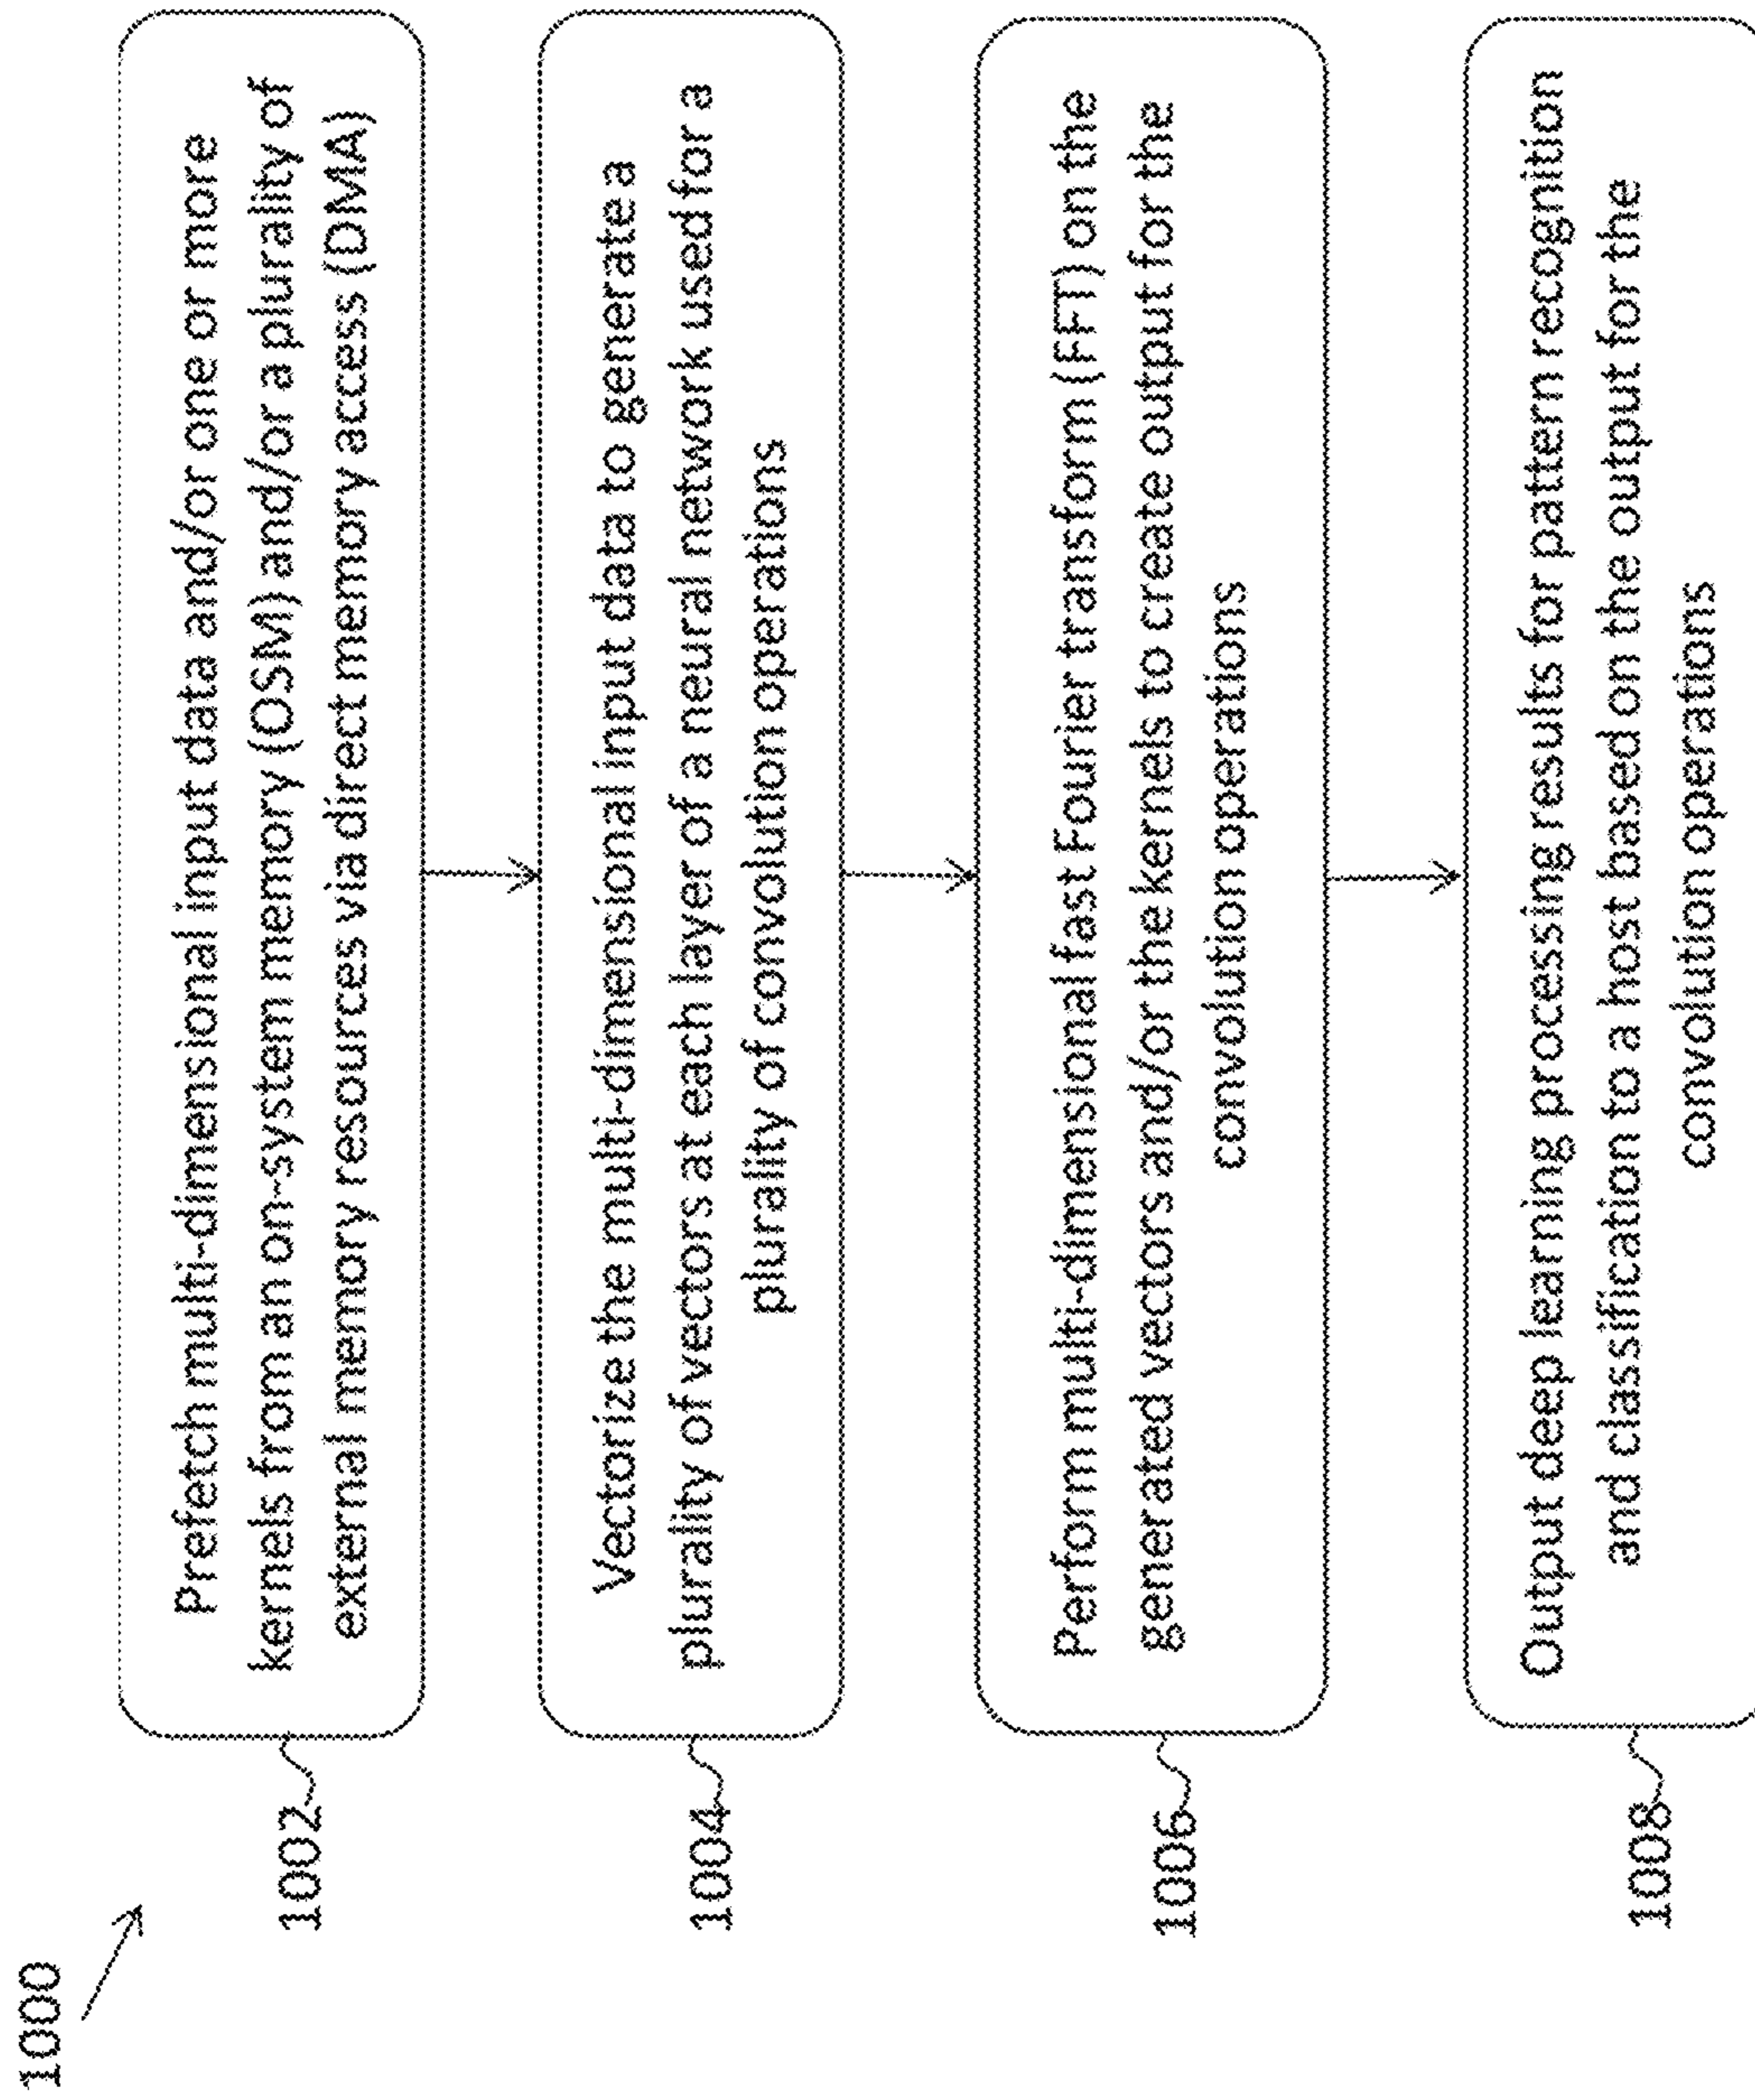 1000
1002
Prefetch multi-dimensional input data and/or one or more
kernels from an on-system memory (OSM) and/or a plurality of
external memory resources via direct memory access (DMA)
1004
Vectorize the multi-dimensional input data to generate a
plurality of vectors at each layer of a neural network used for a
plurality of convolution operations
1006
Perform multi-dimensional fast Fourier transform (FFT) on the
generated vectors and/or the kernels to create output for the
convolution operations
1008
Output deep learning processing results for pattern recognition
and classification to a host based on the output for the
convolution operations